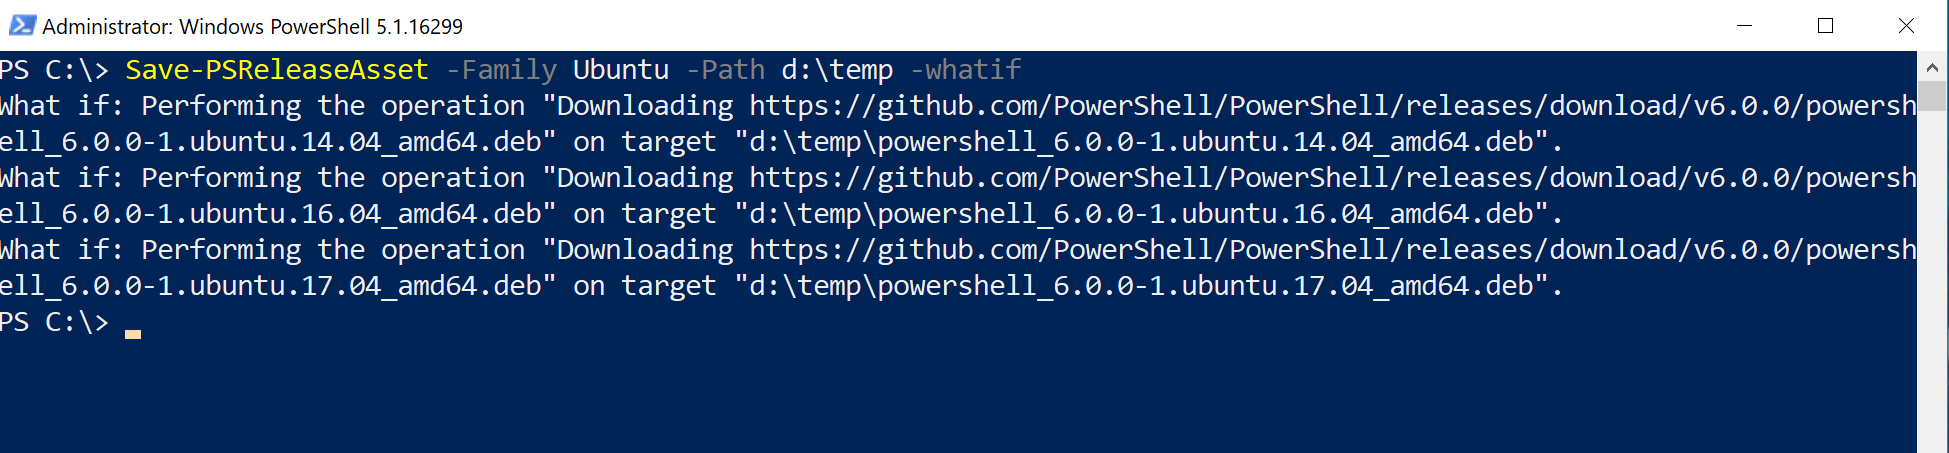 Administrator: Windows PowerShell 5.1.16299
PS C:\> Save-PSReleaseAsset -Family Ubuntu -Path d:\temp -whatif
What if: Performing the operation "Downloading https://github.com/PowerShell/PowerShell/releases/download/v6.0.0/powersh
ell_6.0.0-1.ubuntu.14.04_amd64.deb" on target "d:\temp\powershell_6.0.0-1.ubuntu.14.04_amd64.deb".
What if: Performing the operation "Downloading https://github.com/PowerShell/PowerShell/releases/download/v6.0.0/powersh
ell_6.0.0-1.ubuntu.16.04_amd64.deb" on target "d:\temp\powershell_6.0.0-1.ubuntu.16.04_amd64.deb".
What if: Performing the operation "Downloading https://github.com/PowerShell/PowerShell/releases/download/v6.0.0/powersh
ell_6.0.0-1.ubuntu.17.04_amd64.deb" on target "d:\temp\powershell_6.0.0-1.ubuntu.17.04_amd64.deb".
PS C:\>